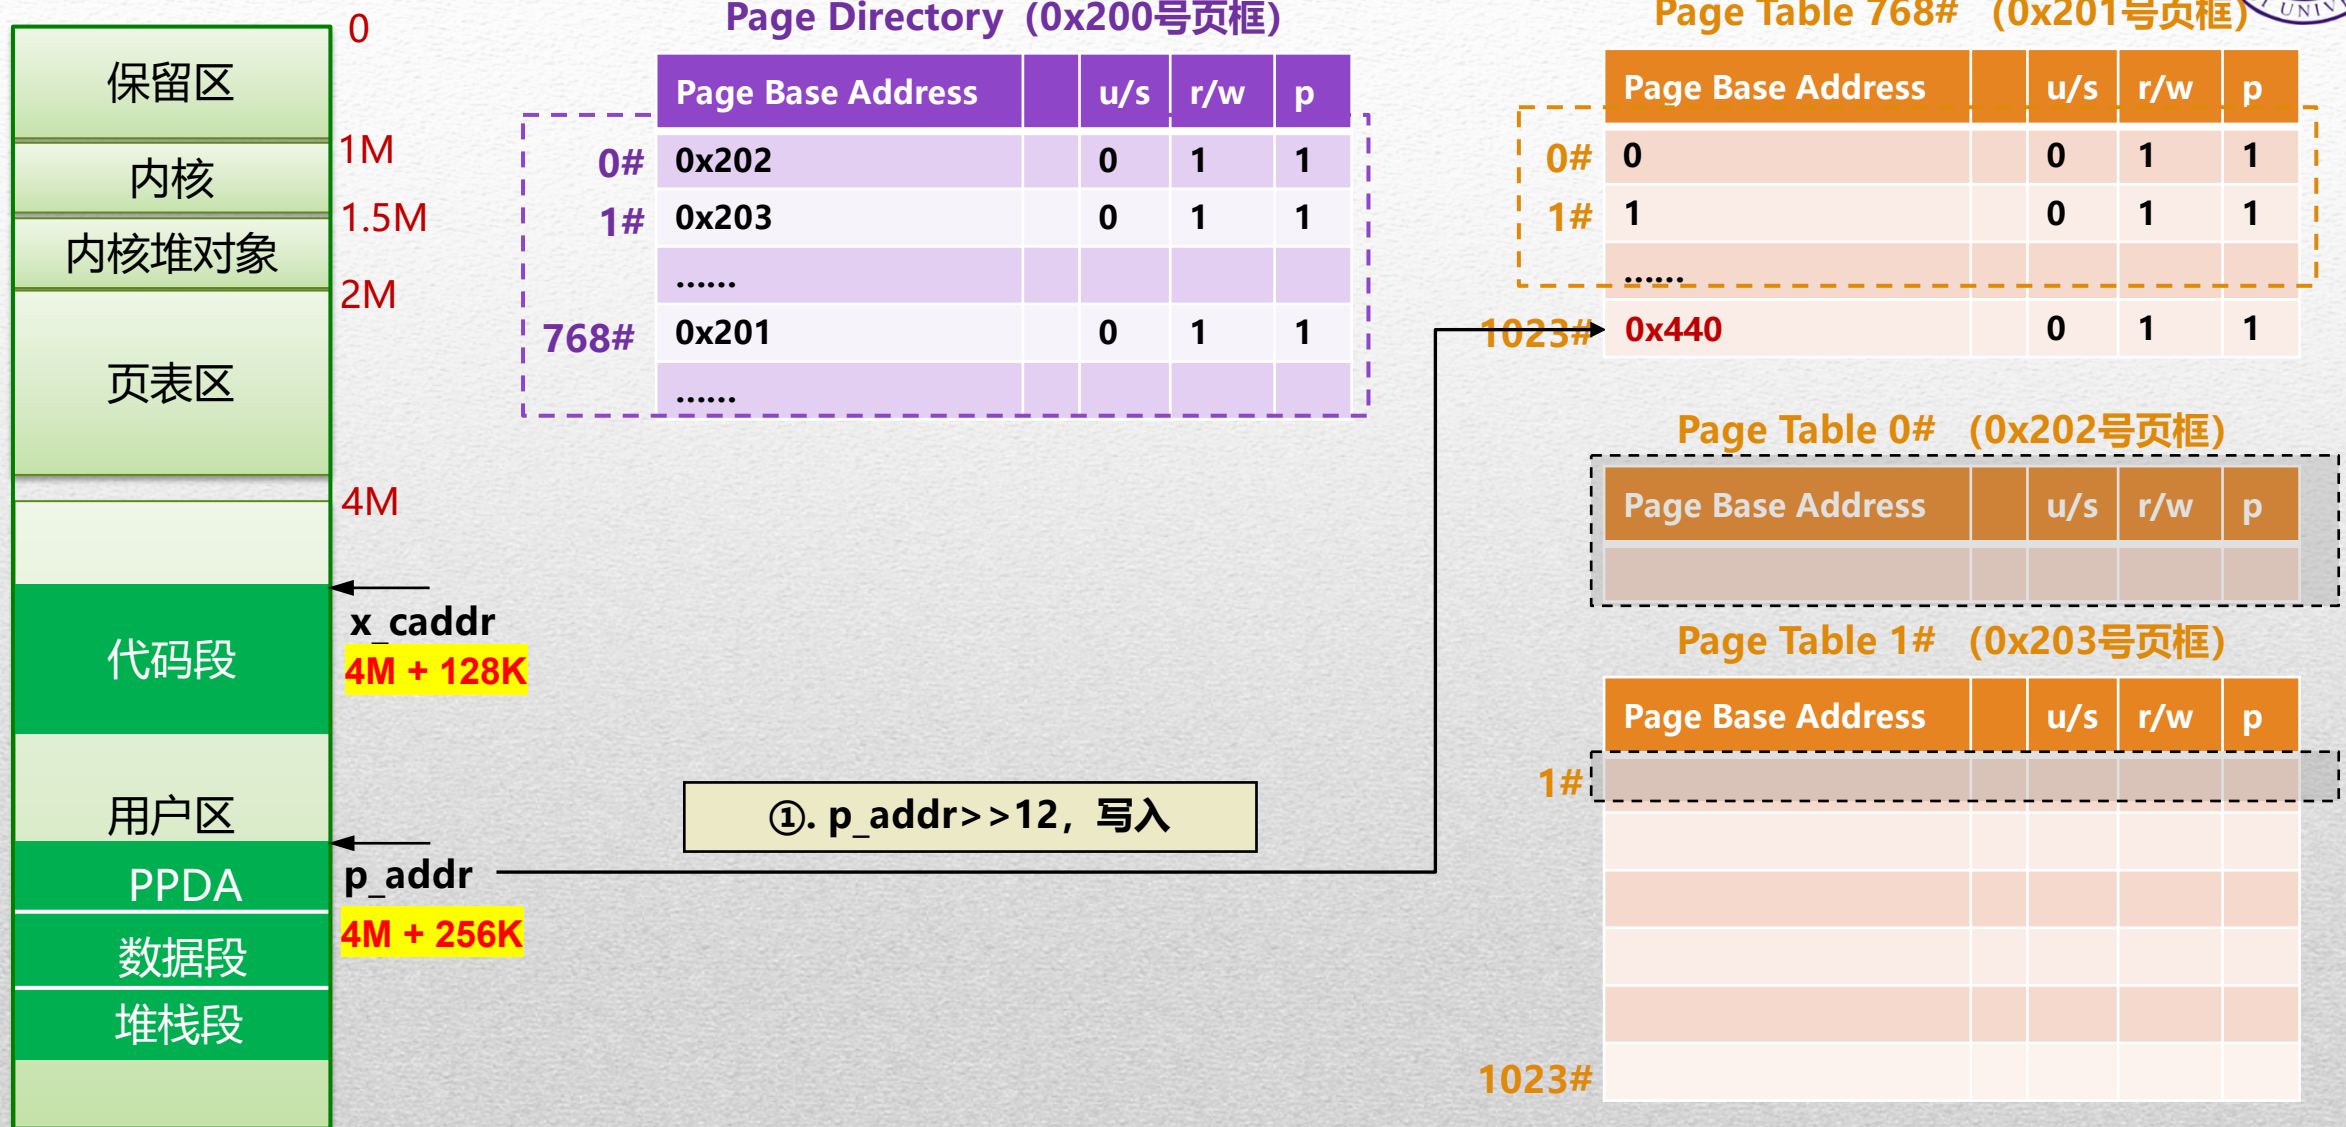 0
保留区
1M
内核
1.5M
内核堆对象
2M
页表区
4M
x_caddr
4M + 128K
代码段
用户区
PPDA
p_addr
4M + 256K
数据段
堆栈段
Page Directory (0x200号页框)
Page Base Address u/s r/w p
0# 0x202 0 1 1
1# 0x203 0 1 1
......
768# 0x201 0 1 1
......
①. p_addr>>12, 写入
Page Table 768# (0x201号页框)
Page Base Address u/s r/w p
0# 0 0 1 1
1# 1 0 1 1
......
1023# 0x440 0 1 1
Page Table 0# (0x202号页框)
Page Base Address u/s r/w p
Page Table 1# (0x203号页框)
Page Base Address u/s r/w p
1#
1023#